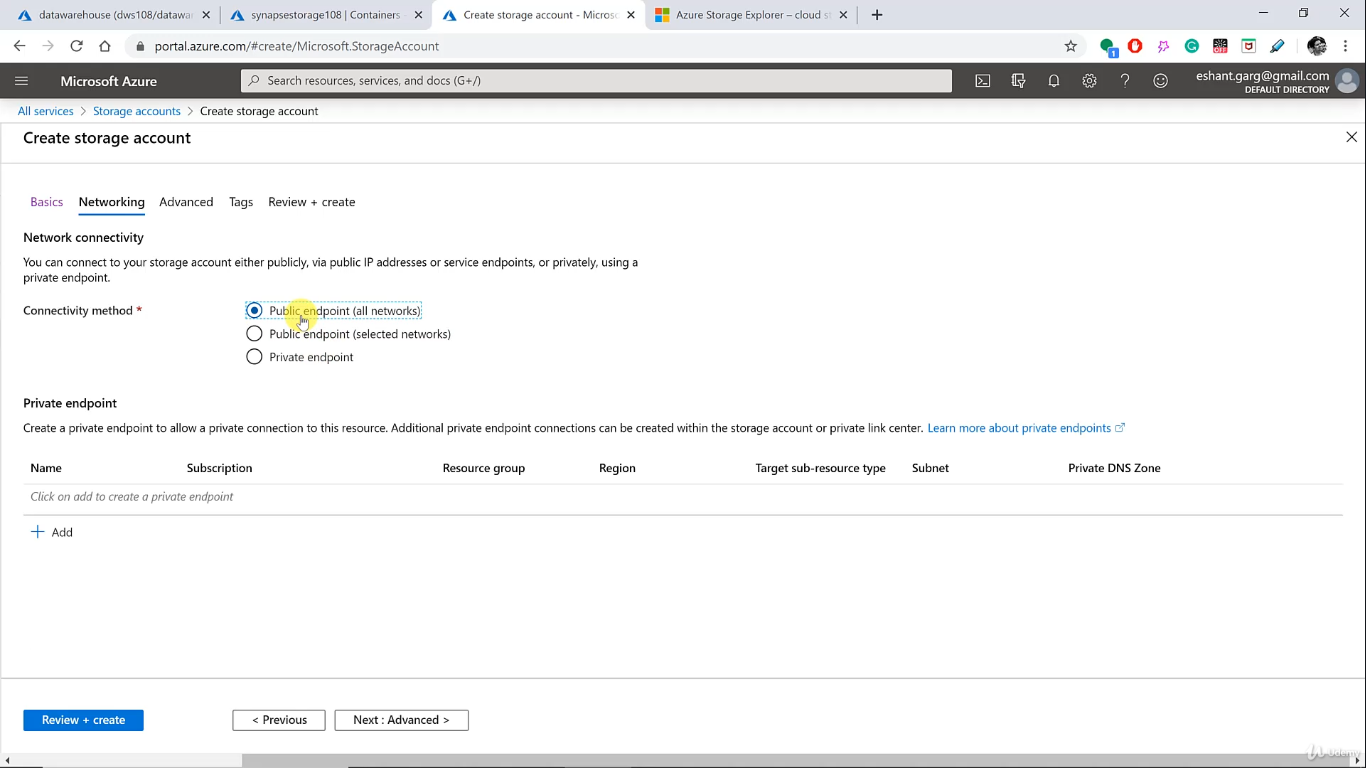 datawarehouse (dws108/datawar
synapsestorage108 | Containers
Create storage account - Microso
Azure Storage Explorer – cloud st
portal.azure.com/#create/Microsoft.StorageAccount
1
OFF
Microsoft Azure
Search resources, services, and docs (G+/)
eshant.garg@gmail.com
DEFAULT DIRECTORY
All services > Storage accounts > Create storage account
Create storage account
Basics Networking Advanced Tags Review + create
Network connectivity
You can connect to your storage account either publicly, via public IP addresses or service endpoints, or privately, using a
private endpoint.
Connectivity method *
Public endpoint (all networks)
Public endpoint (selected networks)
Private endpoint
Private endpoint
Create a private endpoint to allow a private connection to this resource. Additional private endpoint connections can be created within the storage account or private link center. Learn more about private endpoints
Name Subscription Resource group Region Target sub-resource type Subnet Private DNS Zone
Click on add to create a private endpoint
+ Add
Review + create
< Previous
Next : Advanced >
Udemy